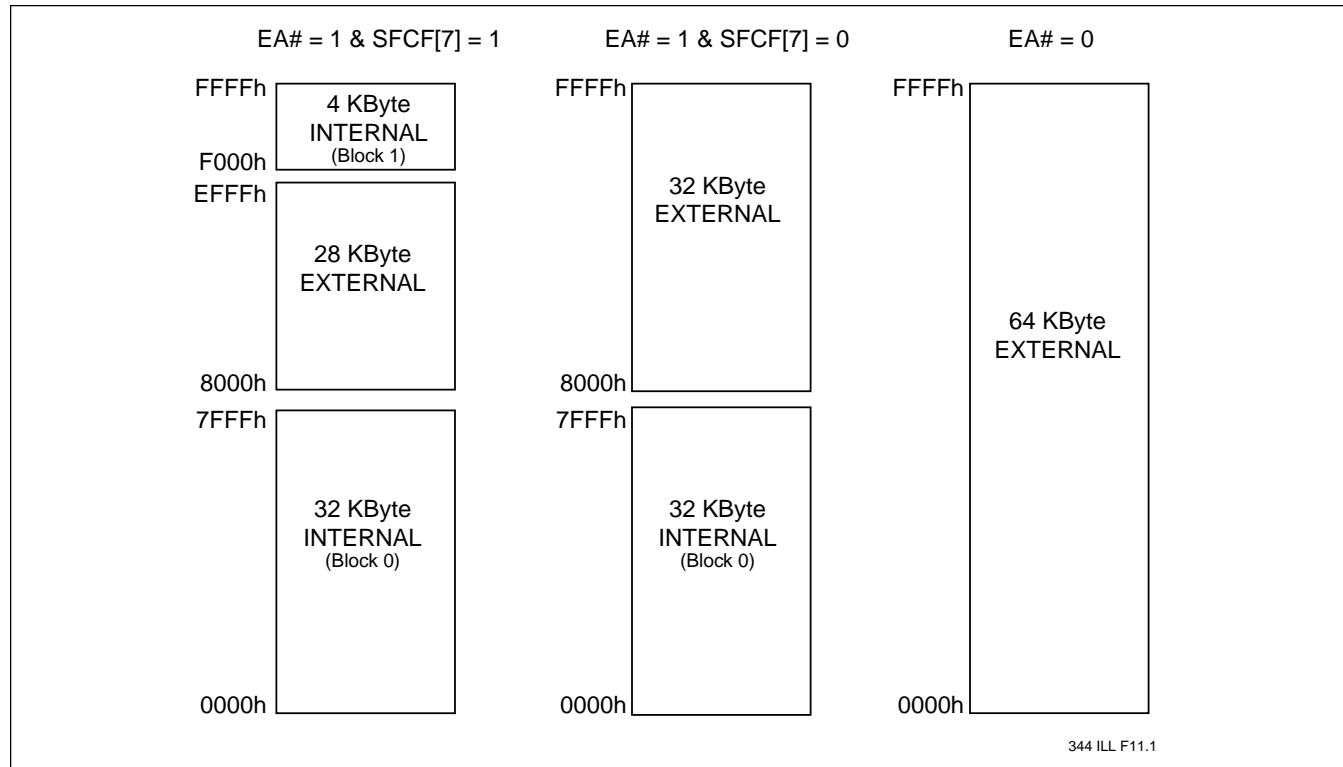 EA# = 1 & SFCF[7] = 1
FFFFh
4 KByte
INTERNAL
(Block 1)
F000h
EFFFh
28 KByte
EXTERNAL
8000h
7FFFh
32 KByte
INTERNAL
(Block 0)
0000h
EA# = 1 & SFCF[7] = 0
FFFFh
32 KByte
EXTERNAL
8000h
7FFFh
32 KByte
INTERNAL
(Block 0)
0000h
EA# = 0
FFFFh
64 KByte
EXTERNAL
0000h
344 ILL F11.1